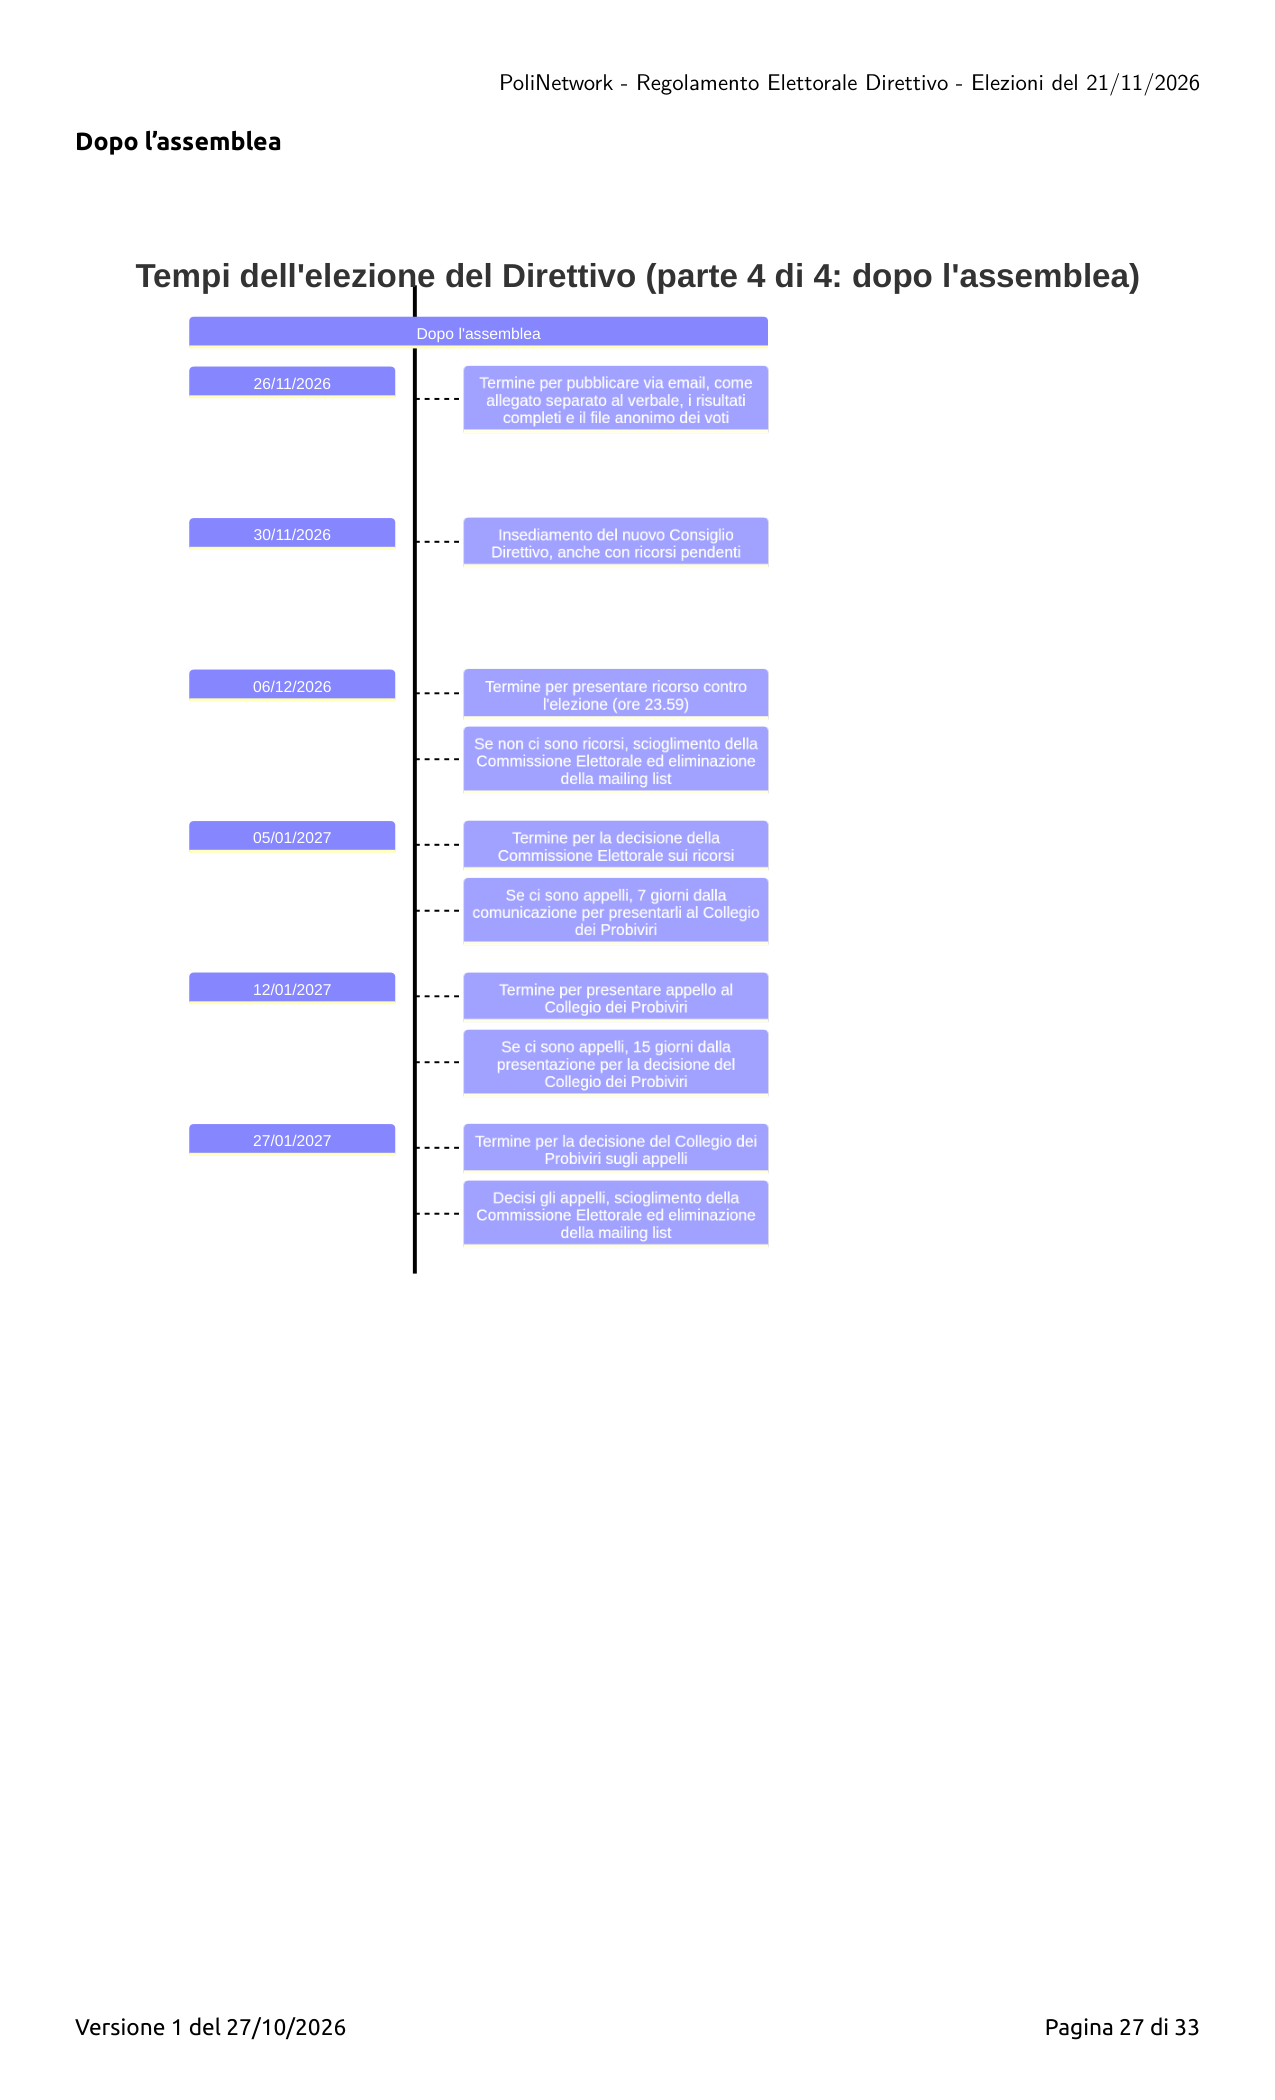 PoliNetwork - Regolamento Elettorale Direttivo - Elezioni del 21/11/2026
Dopo l’assemblea
Tempi dell'elezione del Direttivo (parte 4 di 4: dopo l'assemblea)
Dopo l'assemblea
26/11/2026
Termine per pubblicare via email, come
allegato separato al verbale, i risultati
completi e il file anonimo dei voti
30/11/2026
Insediamento del nuovo Consiglio
Direttivo, anche con ricorsi pendenti
06/12/2026
Termine per presentare ricorso contro
l'elezione (ore 23.59)
Se non ci sono ricorsi, scioglimento della
Commissione Elettorale ed eliminazione
della mailing list
05/01/2027
Termine per la decisione della
Commissione Elettorale sui ricorsi
Se ci sono appelli, 7 giorni dalla
comunicazione per presentarli al Collegio
dei Probiviri
12/01/2027
Termine per presentare appello al
Collegio dei Probiviri
Se ci sono appelli, 15 giorni dalla
presentazione per la decisione del
Collegio dei Probiviri
27/01/2027
Termine per la decisione del Collegio dei
Probiviri sugli appelli
Decisi gli appelli, scioglimento della
Commissione Elettorale ed eliminazione
della mailing list
Versione 1 del 27/10/2026
Pagina 27 di 33